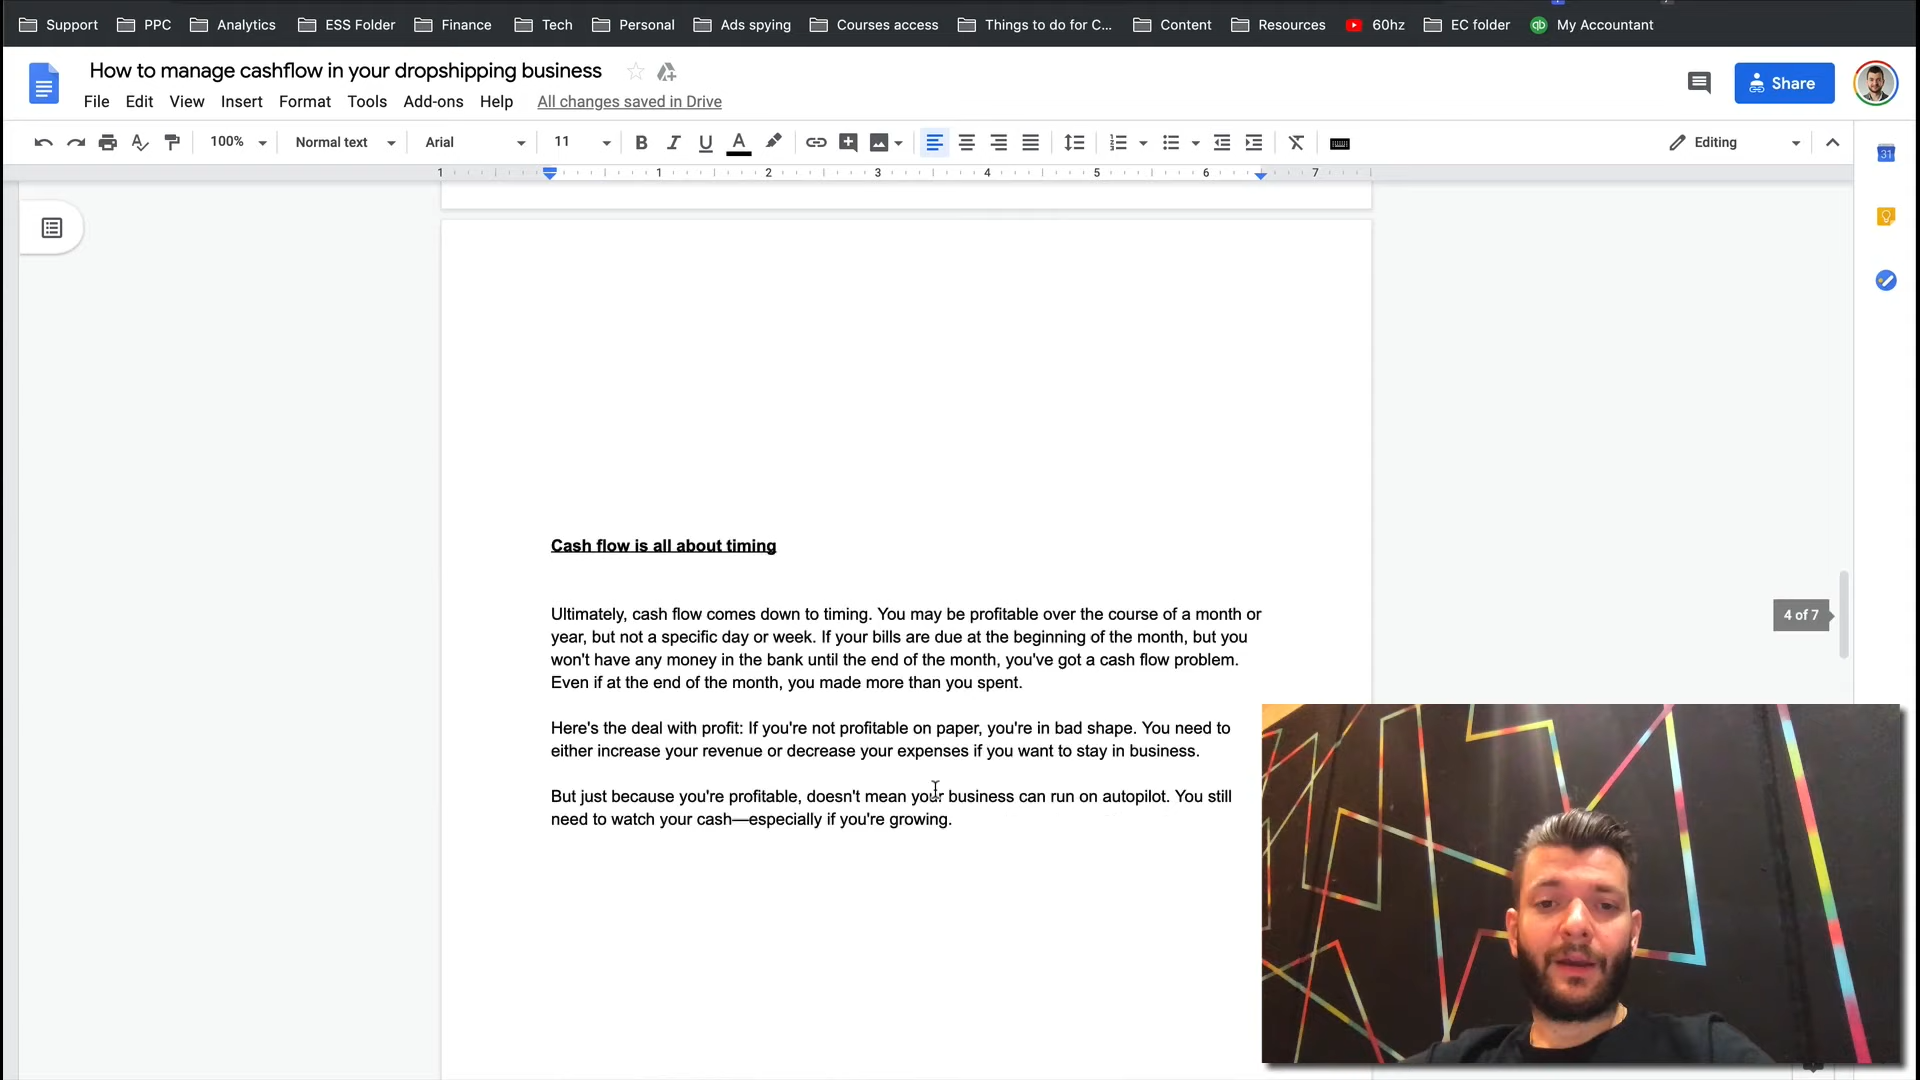 Support PPC Analytics ESS Folder Finance Tech Personal Ads spying Courses access Things to do for C... Content Resources 60hz EC folder qb My Accountant
How to manage cashflow in your dropshipping business
File Edit View Insert Format Tools Add-ons Help All changes saved in Drive
Share
100% Normal text Arial 11 B I U A Editing
1 1 2 3 4 5 6 7
31
Cash flow is all about timing
Ultimately, cash flow comes down to timing. You may be profitable over the course of a month or
year, but not a specific day or week. If your bills are due at the beginning of the month, but you
won't have any money in the bank until the end of the month, you've got a cash flow problem.
Even if at the end of the month, you made more than you spent.
4 of 7
Here's the deal with profit: If you're not profitable on paper, you're in bad shape. You need to
either increase your revenue or decrease your expenses if you want to stay in business.
But just because you're profitable, doesn't mean your business can run on autopilot. You still
need to watch your cash—especially if you're growing.